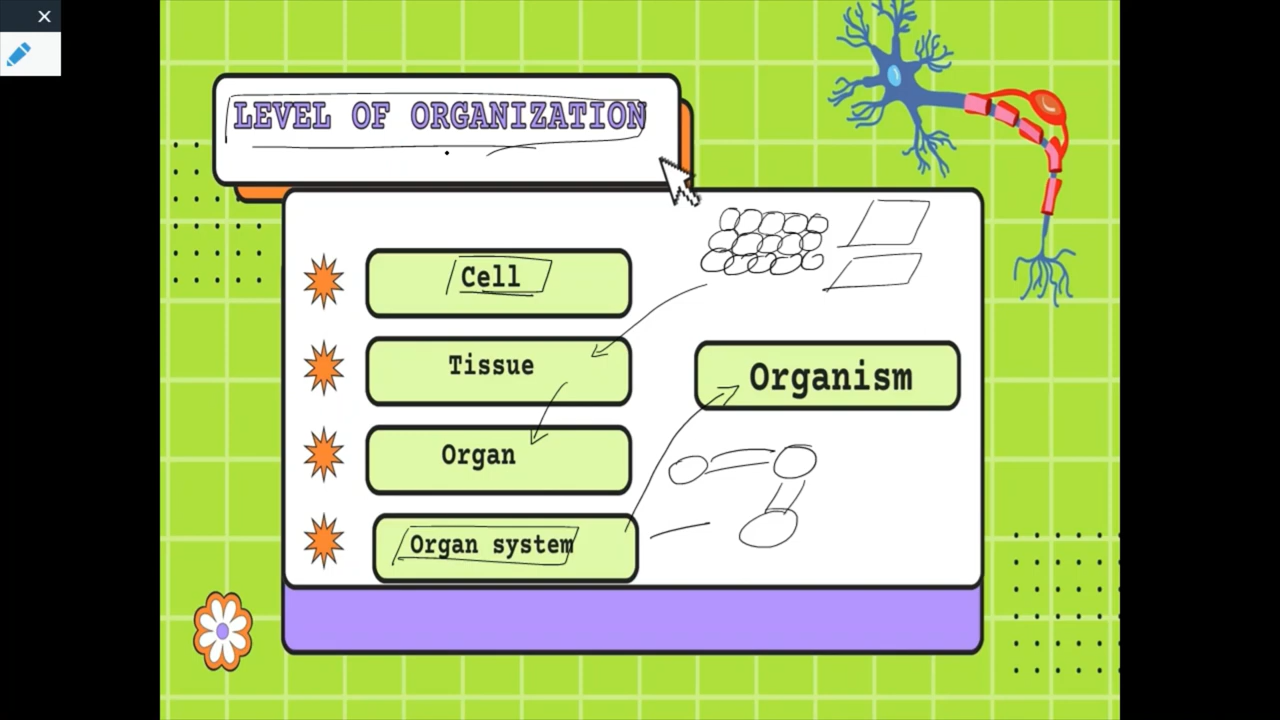 LEVEL OF ORGANIZATION
Cell
Tissue
Organism
Organ
Organ system